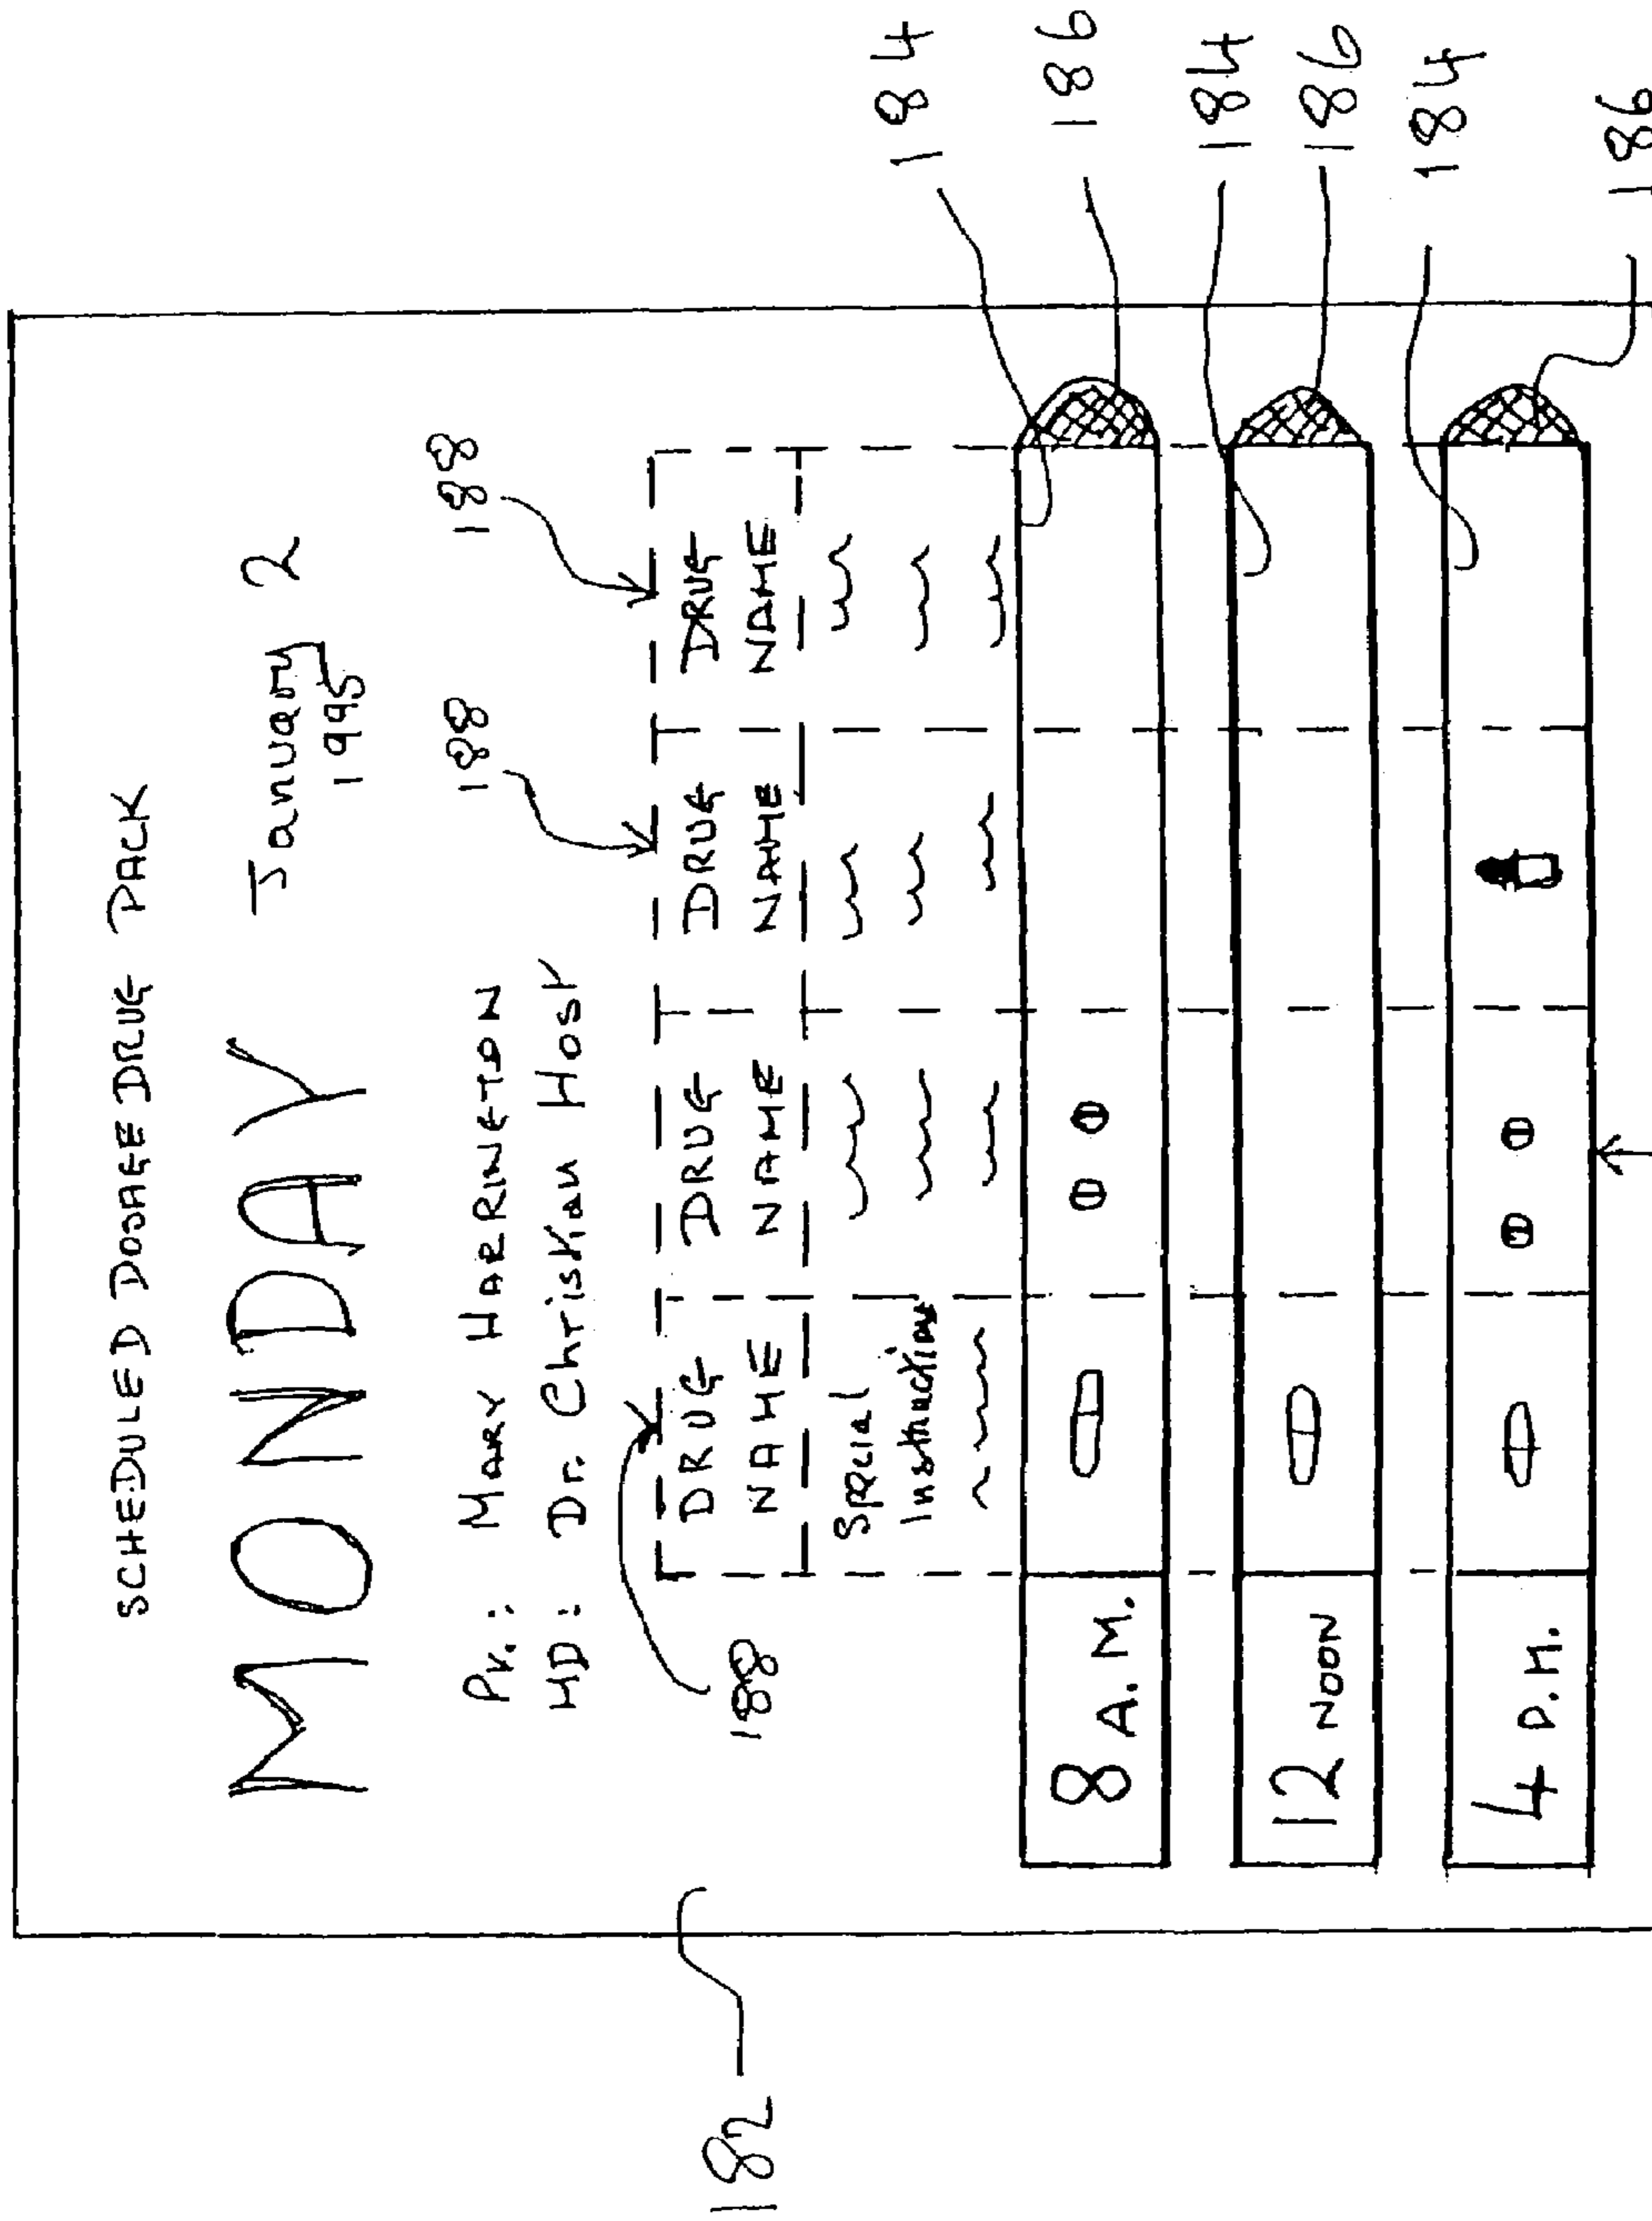 SCHEDULED DOSAGE DRUG PACK
MONDAY January 2
1995
Pt.: MARY HARRINGTON
MD: Dr. Christian Host
188 188 188
DRUG NAME DRUG NAME DRUG NAME DRUG NAME
Special
Instructions
8 A.M.
12 NOON
4 P.M.
182
184
186
184
186
184
186